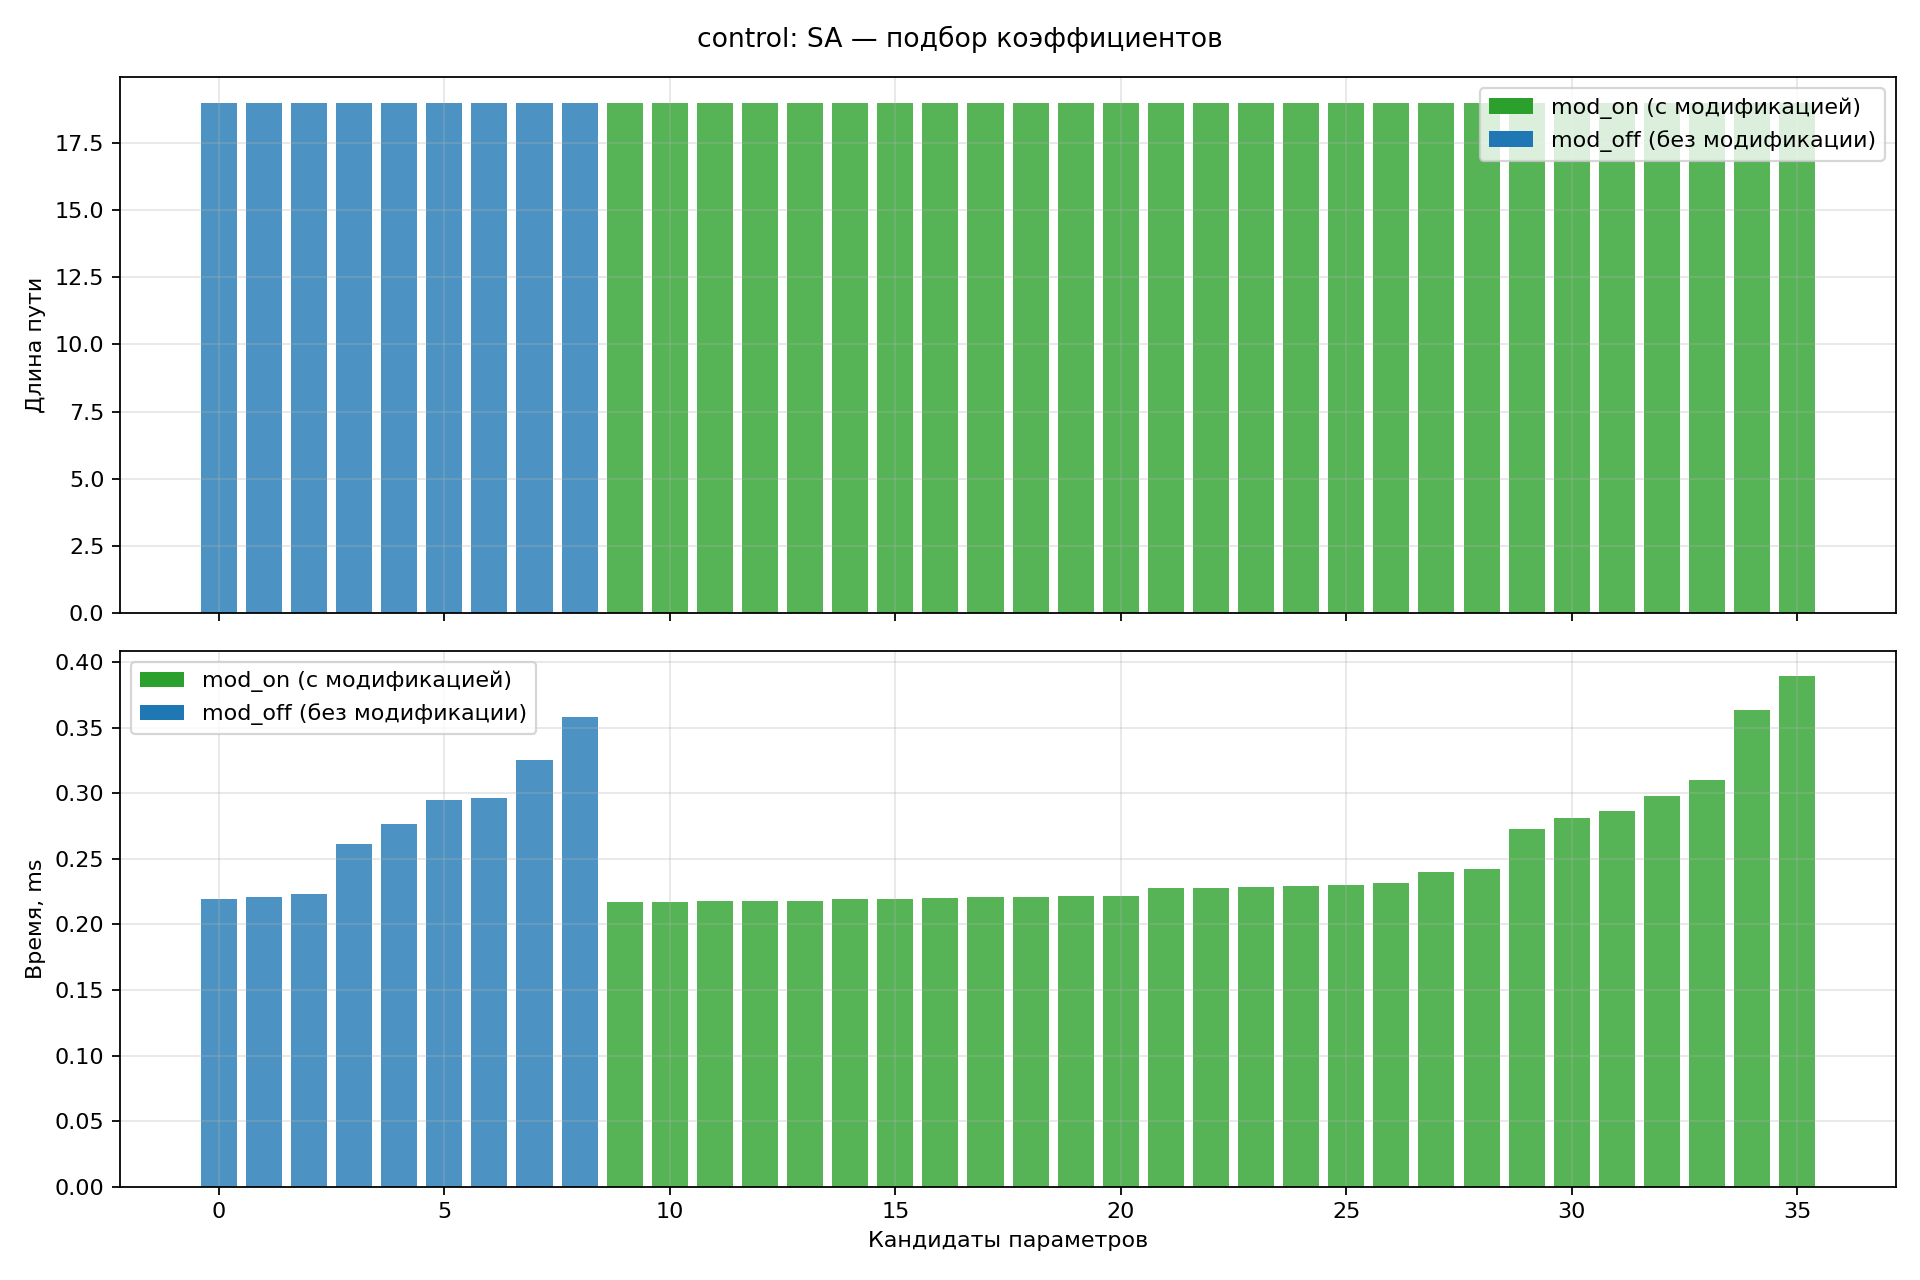 control: SA — подбор коэффициентов
mod_on (с модификацией)
mod_off (без модификации)
17.5
15.0
12.5
10.0
7.5
5.0
2.5
0.0
Длина пути
mod_on (с модификацией)
mod_off (без модификации)
0.40
0.35
0.30
0.25
0.20
0.15
0.10
0.05
0.00
Время, ms
0 5 10 15 20 25 30 35
Кандидаты параметров